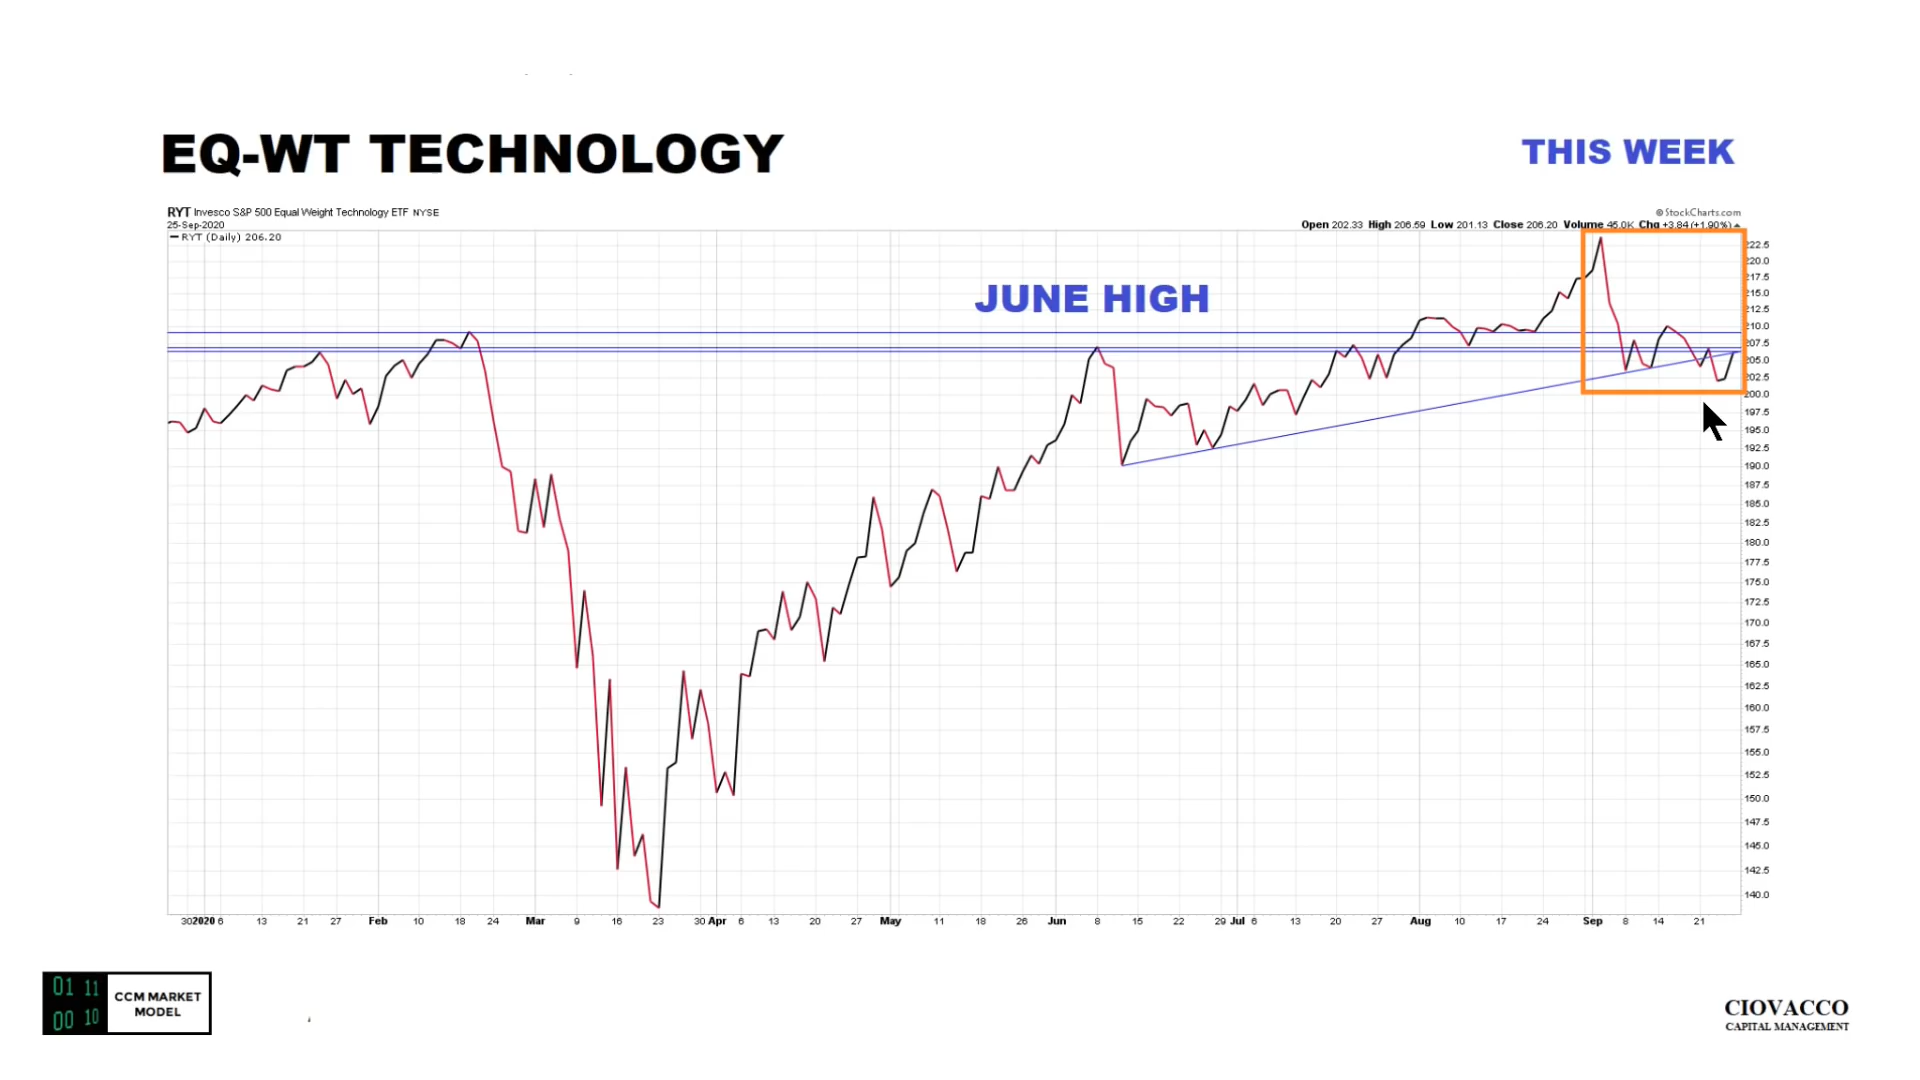 EQ-WT TECHNOLOGY
THIS WEEK
RYT Invesco S&P 500 Equal Weight Technology ETF NYSE
© StockCharts.com
25-Sep-2020
Open 202.33 High 206.59 Low 201.13 Close 206.20 Volume 45.0K Chg +3.84 (+1.90%)
RYT (Daily) 206.20
JUNE HIGH
222.5
220.0
217.5
215.0
212.5
210.0
207.5
205.0
202.5
200.0
197.5
195.0
192.5
190.0
187.5
185.0
182.5
180.0
177.5
175.0
172.5
170.0
167.5
165.0
162.5
160.0
157.5
155.0
152.5
150.0
147.5
145.0
142.5
140.0
30 2020 6 13 21 27 Feb 10 18 24 Mar 9 16 23 30 Apr 6 13 20 27 May 11 18 26 Jun 8 15 22 29 Jul 6 13 20 27 Aug 10 17 24 Sep 8 14 21
01 11
00 10
CCM MARKET
MODEL
CIOVACCO
CAPITAL MANAGEMENT